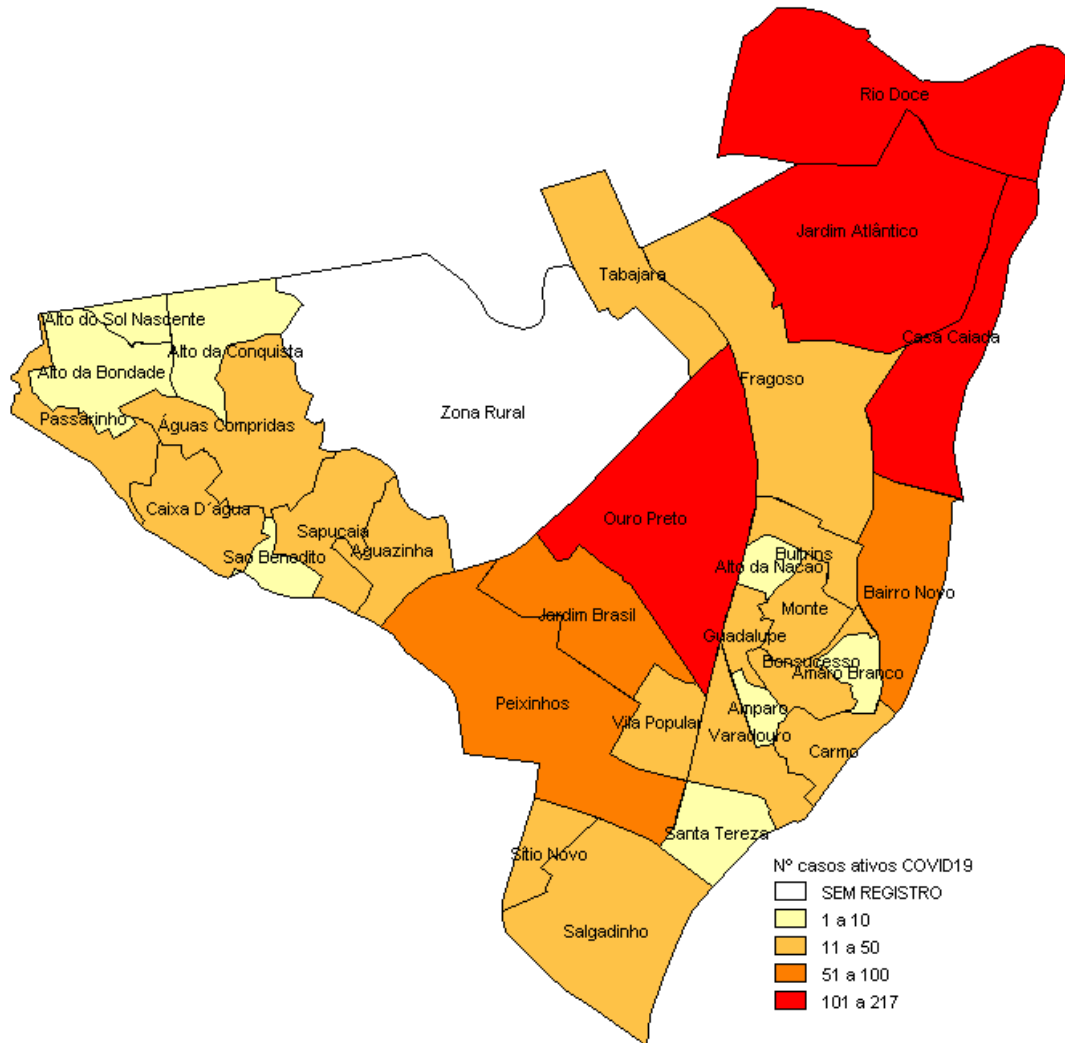 Rio Doce
Jardim Atlântico
Tabajara
Alto do Sol Nascente
Casa Caiada
Alto da Conquista
Alto da Bondade
Fragoso
Zona Rural
Passarinho
Águas Compridas
Caixa D´água
Ouro Preto
Sapucaia
Aguazinha
Sao Benedito
Bultrins
Alto da Nacao
Bairro Novo
Jardim Brasil
Monte
Guadalupe
Bonsucesso
Amaro Branco
Peixinhos
Amparo
Vila Popular
Varadouro
Carmo
Santa Tereza
Sítio Novo
Salgadinho
Nº casos ativos COVID19
SEM REGISTRO
1 a 10
11 a 50
51 a 100
101 a 217